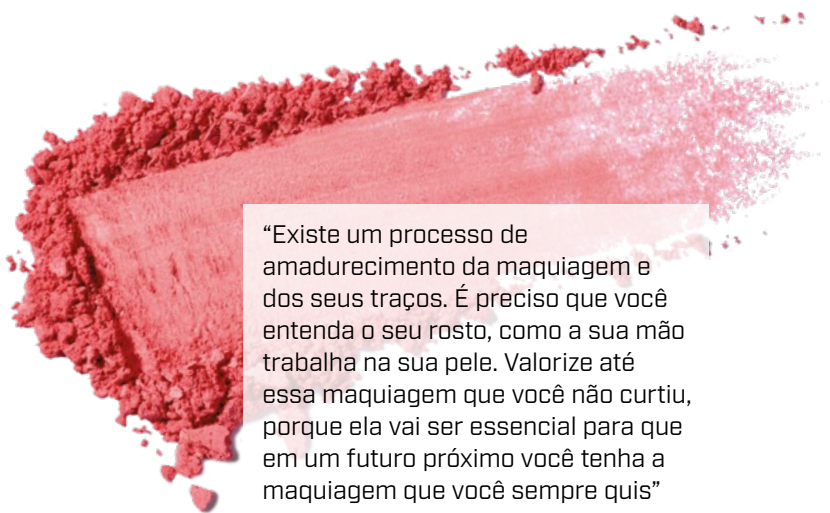 “Existe um processo de
amadurecimento da maquiagem e
dos seus traços. É preciso que você
entenda o seu rosto, como a sua mão
trabalha na sua pele. Valorize até
essa maquiagem que você não curtiu,
porque ela vai ser essencial para que
em um futuro próximo você tenha a
maquiagem que você sempre quis”